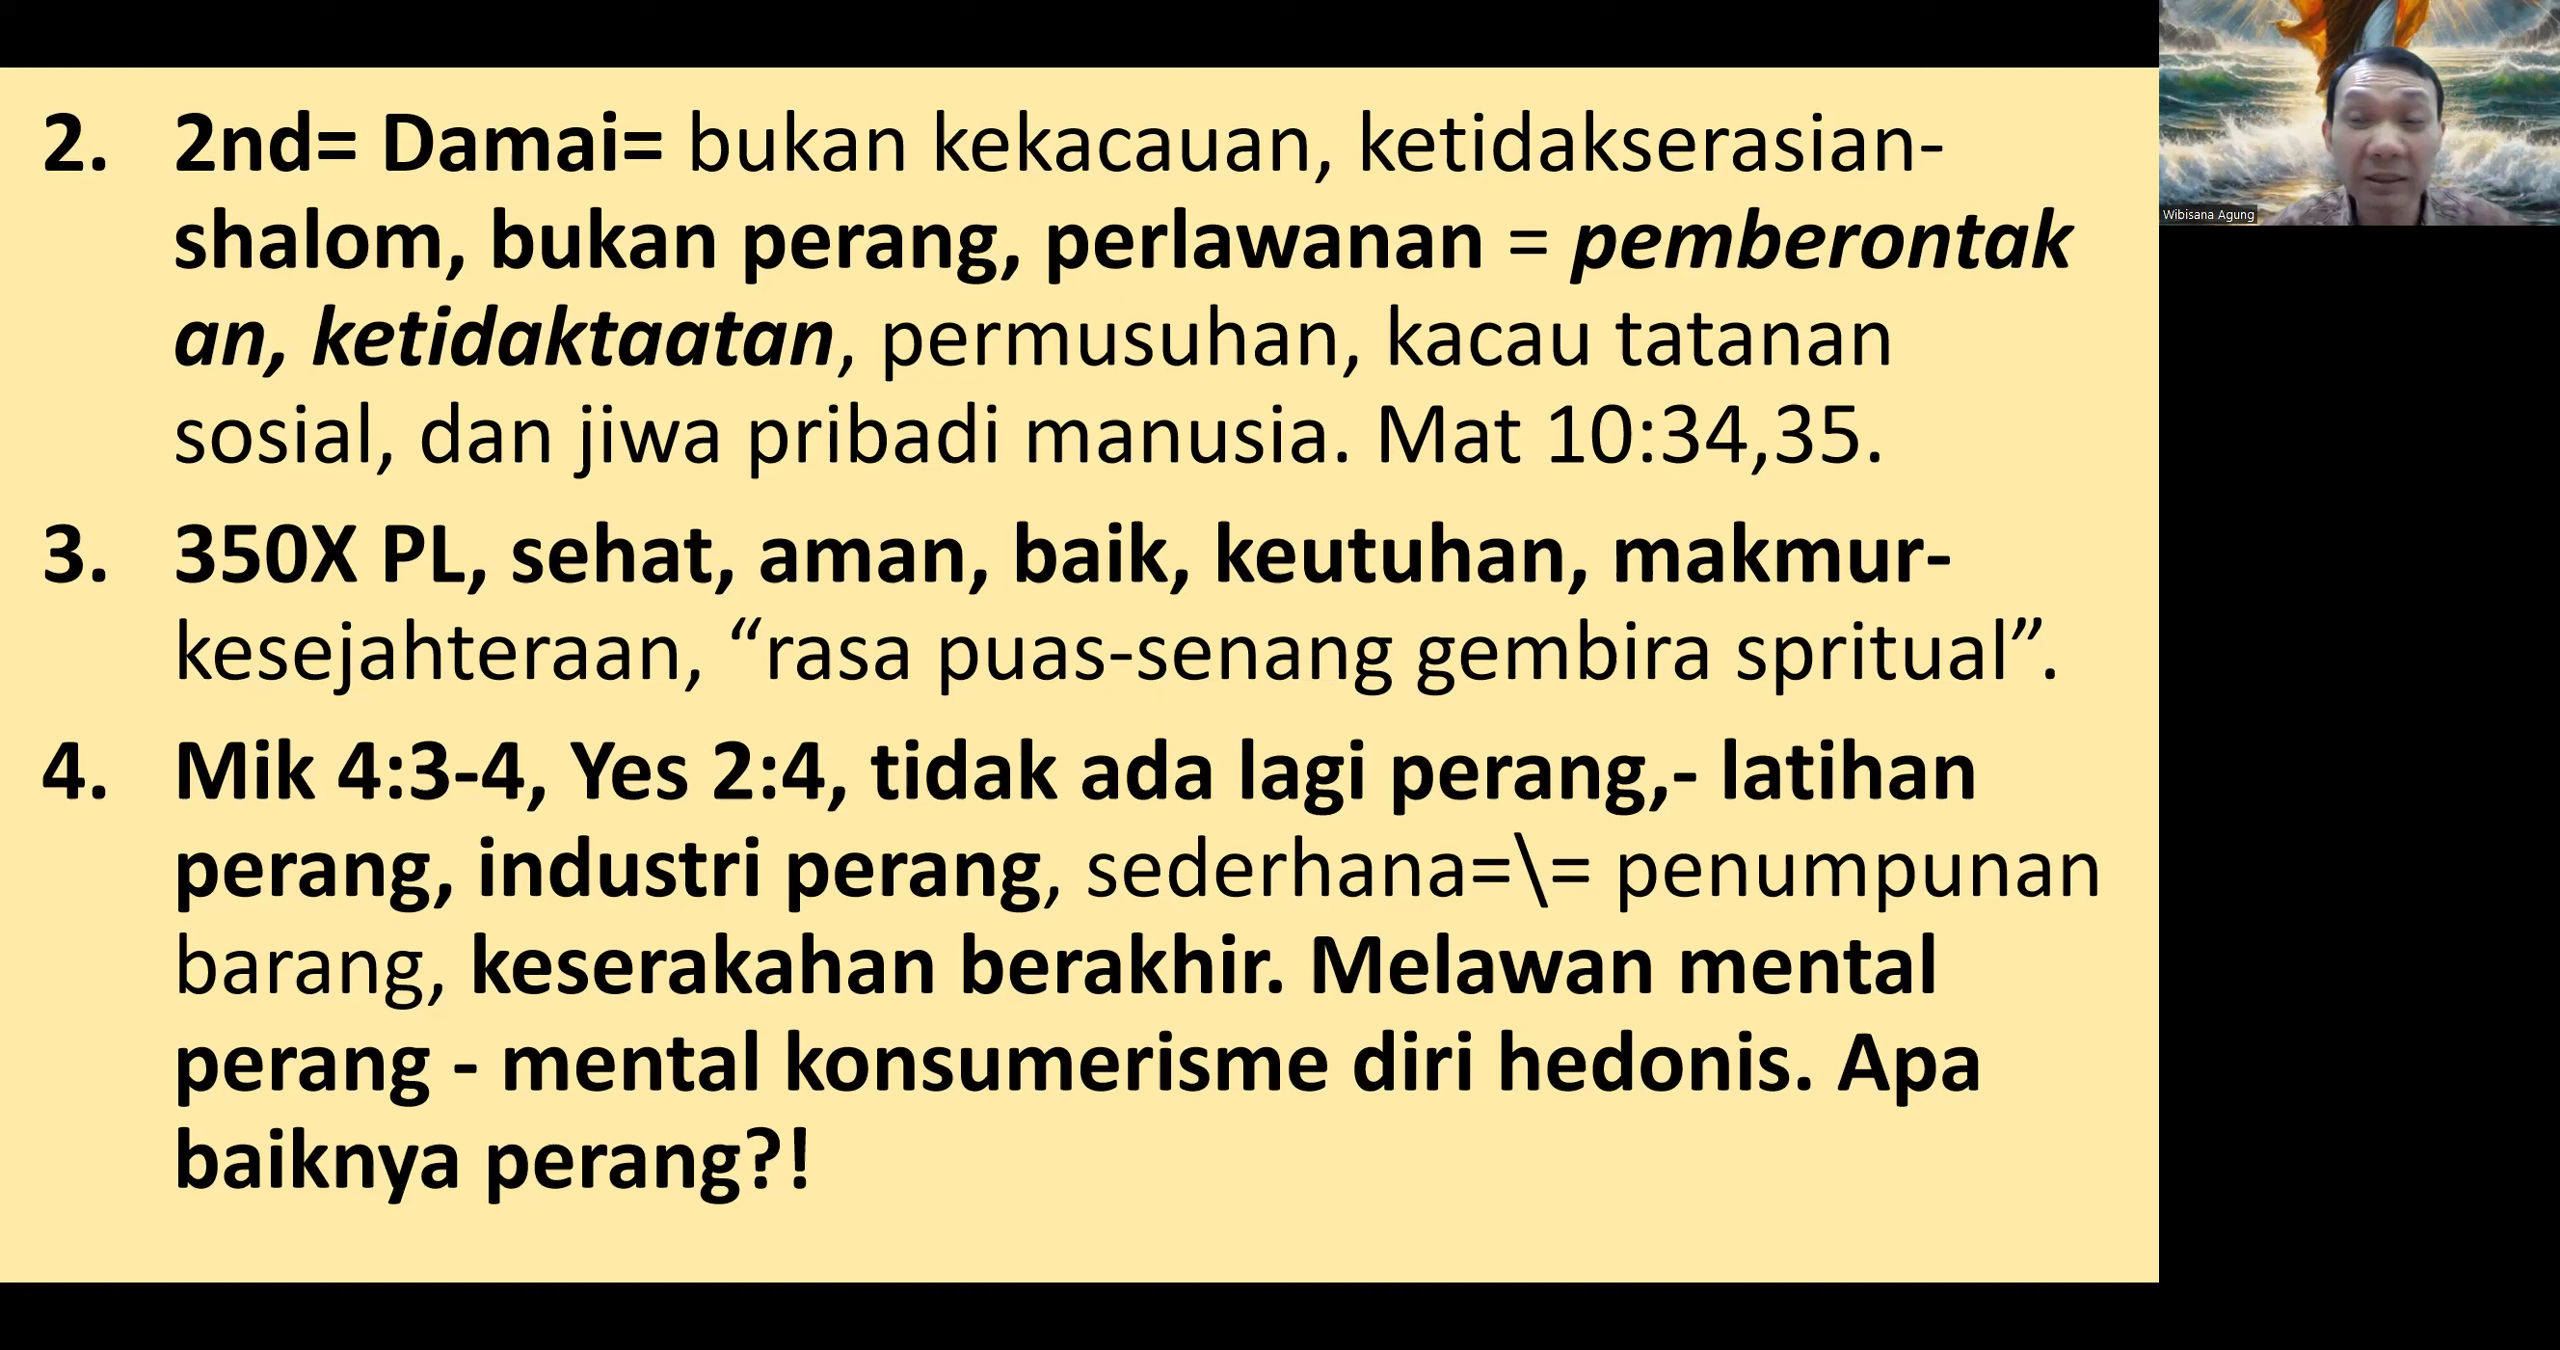 2. 2nd= Damai= bukan kekacauan, ketidakserasian-
shalom, bukan perang, perlawanan = pemberontak
an, ketidaktaatan, permusuhan, kacau tatanan
sosial, dan jiwa pribadi manusia. Mat 10:34,35.
3. 350X PL, sehat, aman, baik, keutuhan, makmur-
kesejahteraan, “rasa puas-senang gembira spritual”.
4. Mik 4:3-4, Yes 2:4, tidak ada lagi perang,- latihan
perang, industri perang, sederhana=\= penumpunan
barang, keserakahan berakhir. Melawan mental
perang - mental konsumerisme diri hedonis. Apa
baiknya perang?!
Wibisana Agung